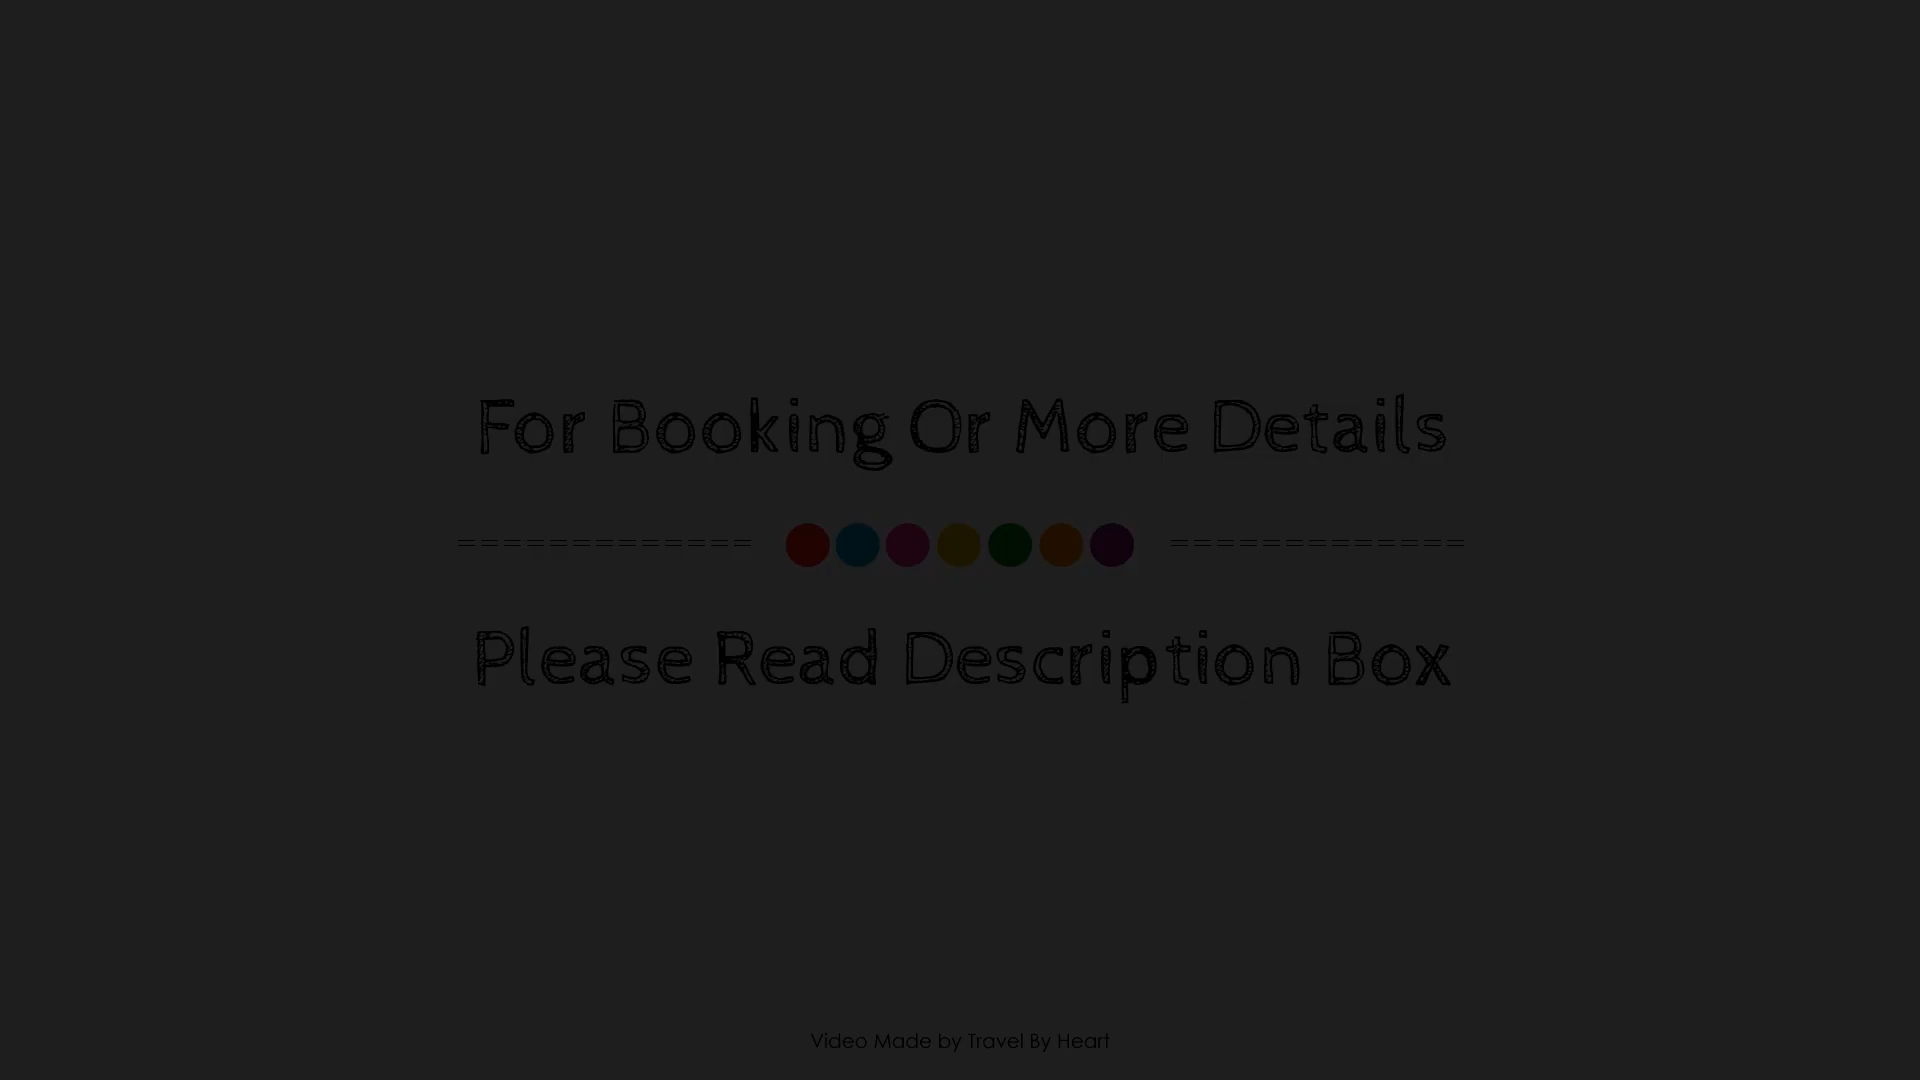 For Booking Or More Details
============= =============
Please Read Description Box
Video Made by Travel By Heart